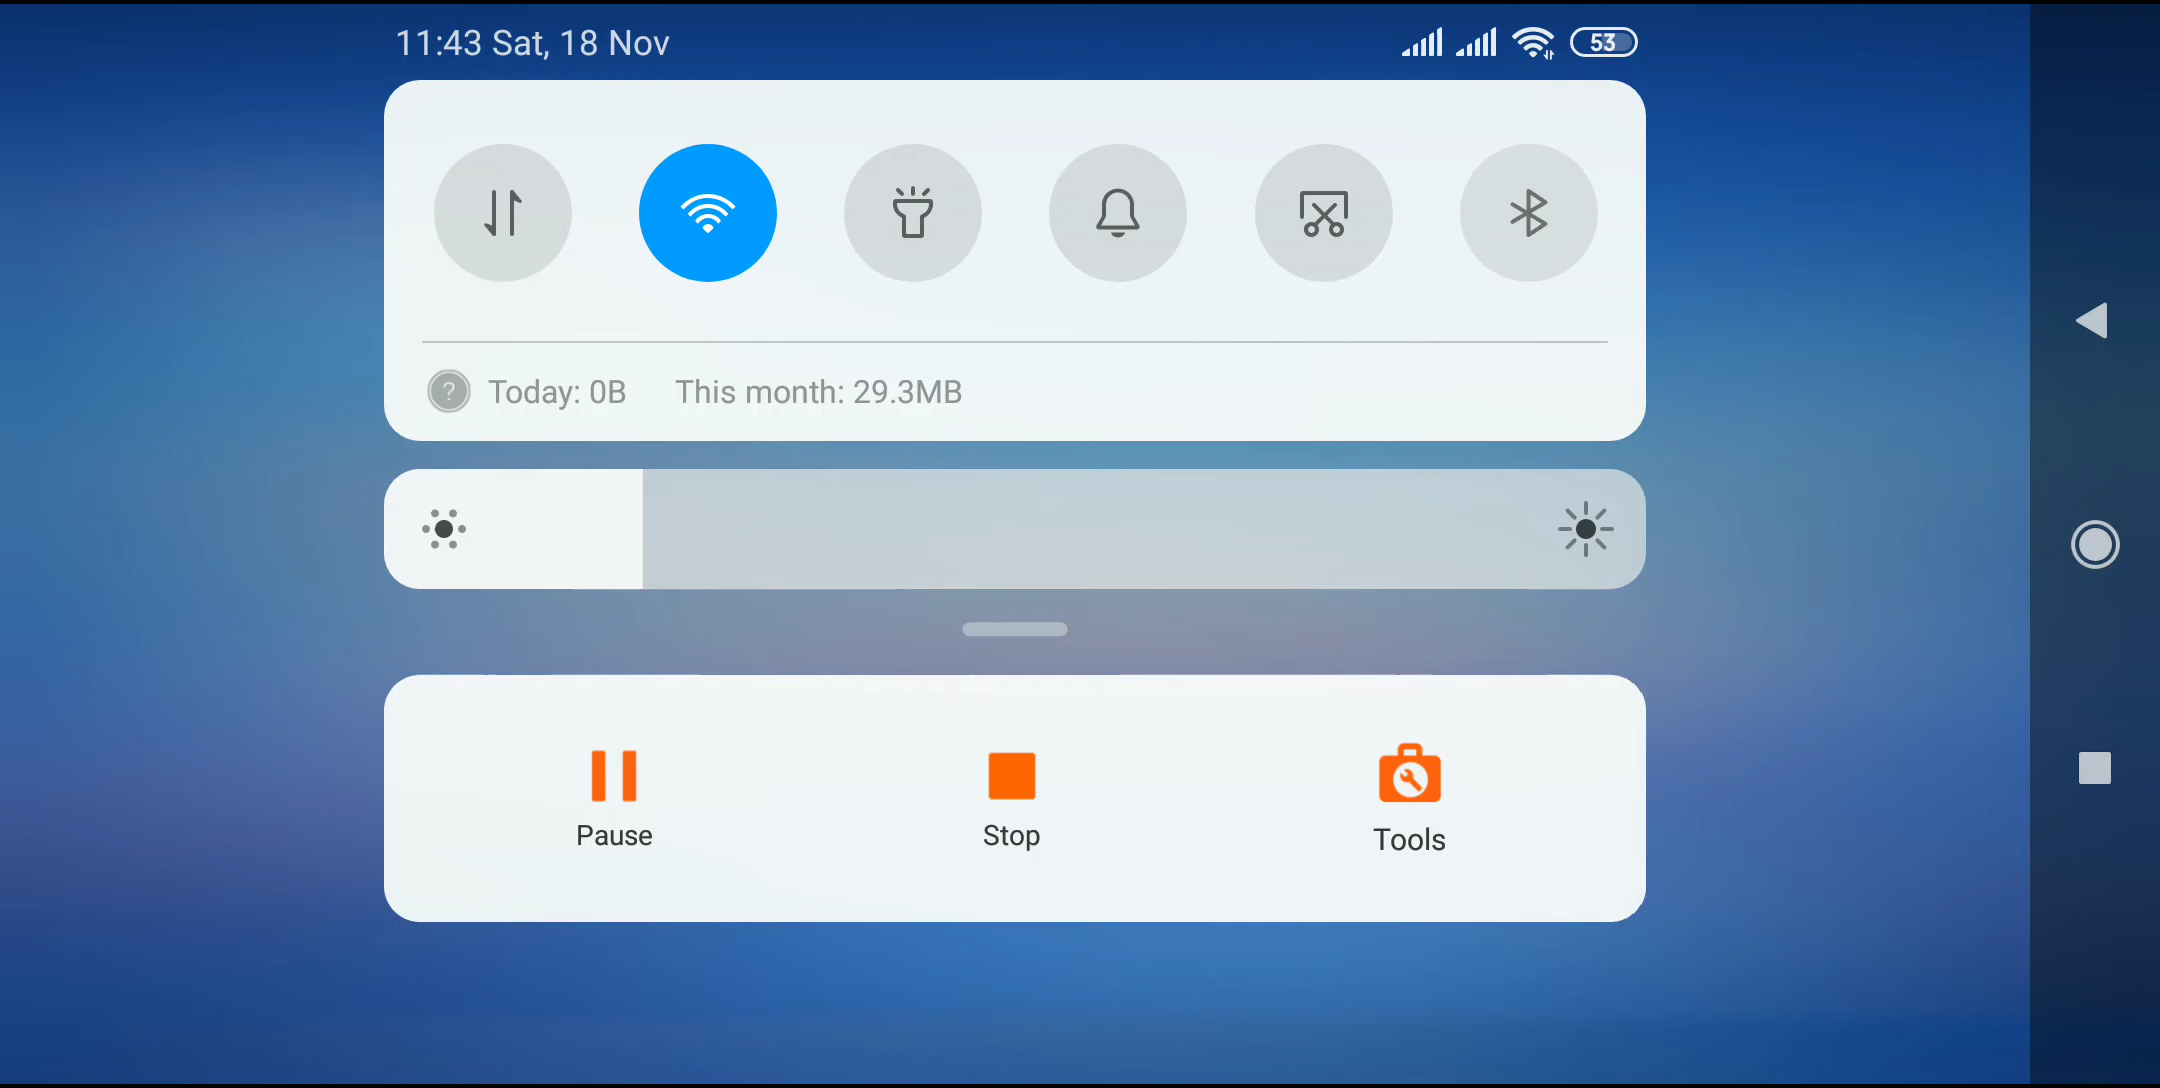 11:43 Sat, 18 Nov
53
? Today: 0B This month: 29.3MB
Pause
Stop
Tools